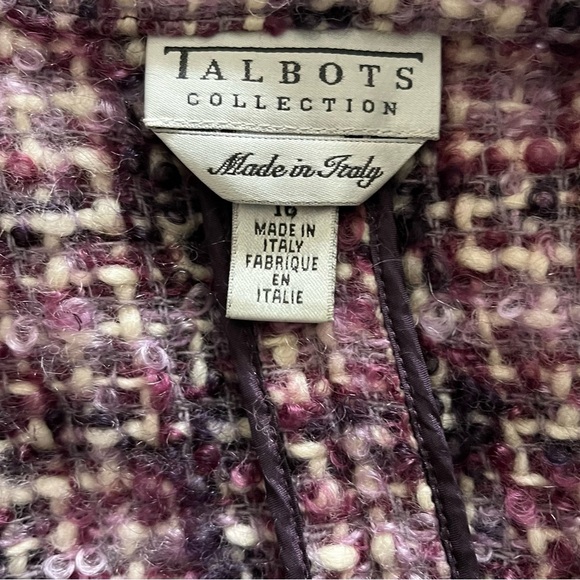 TALBOTS
COLLECTION
Made in Italy
16
MADE IN
ITALY
FABRIQUE
EN
ITALIE